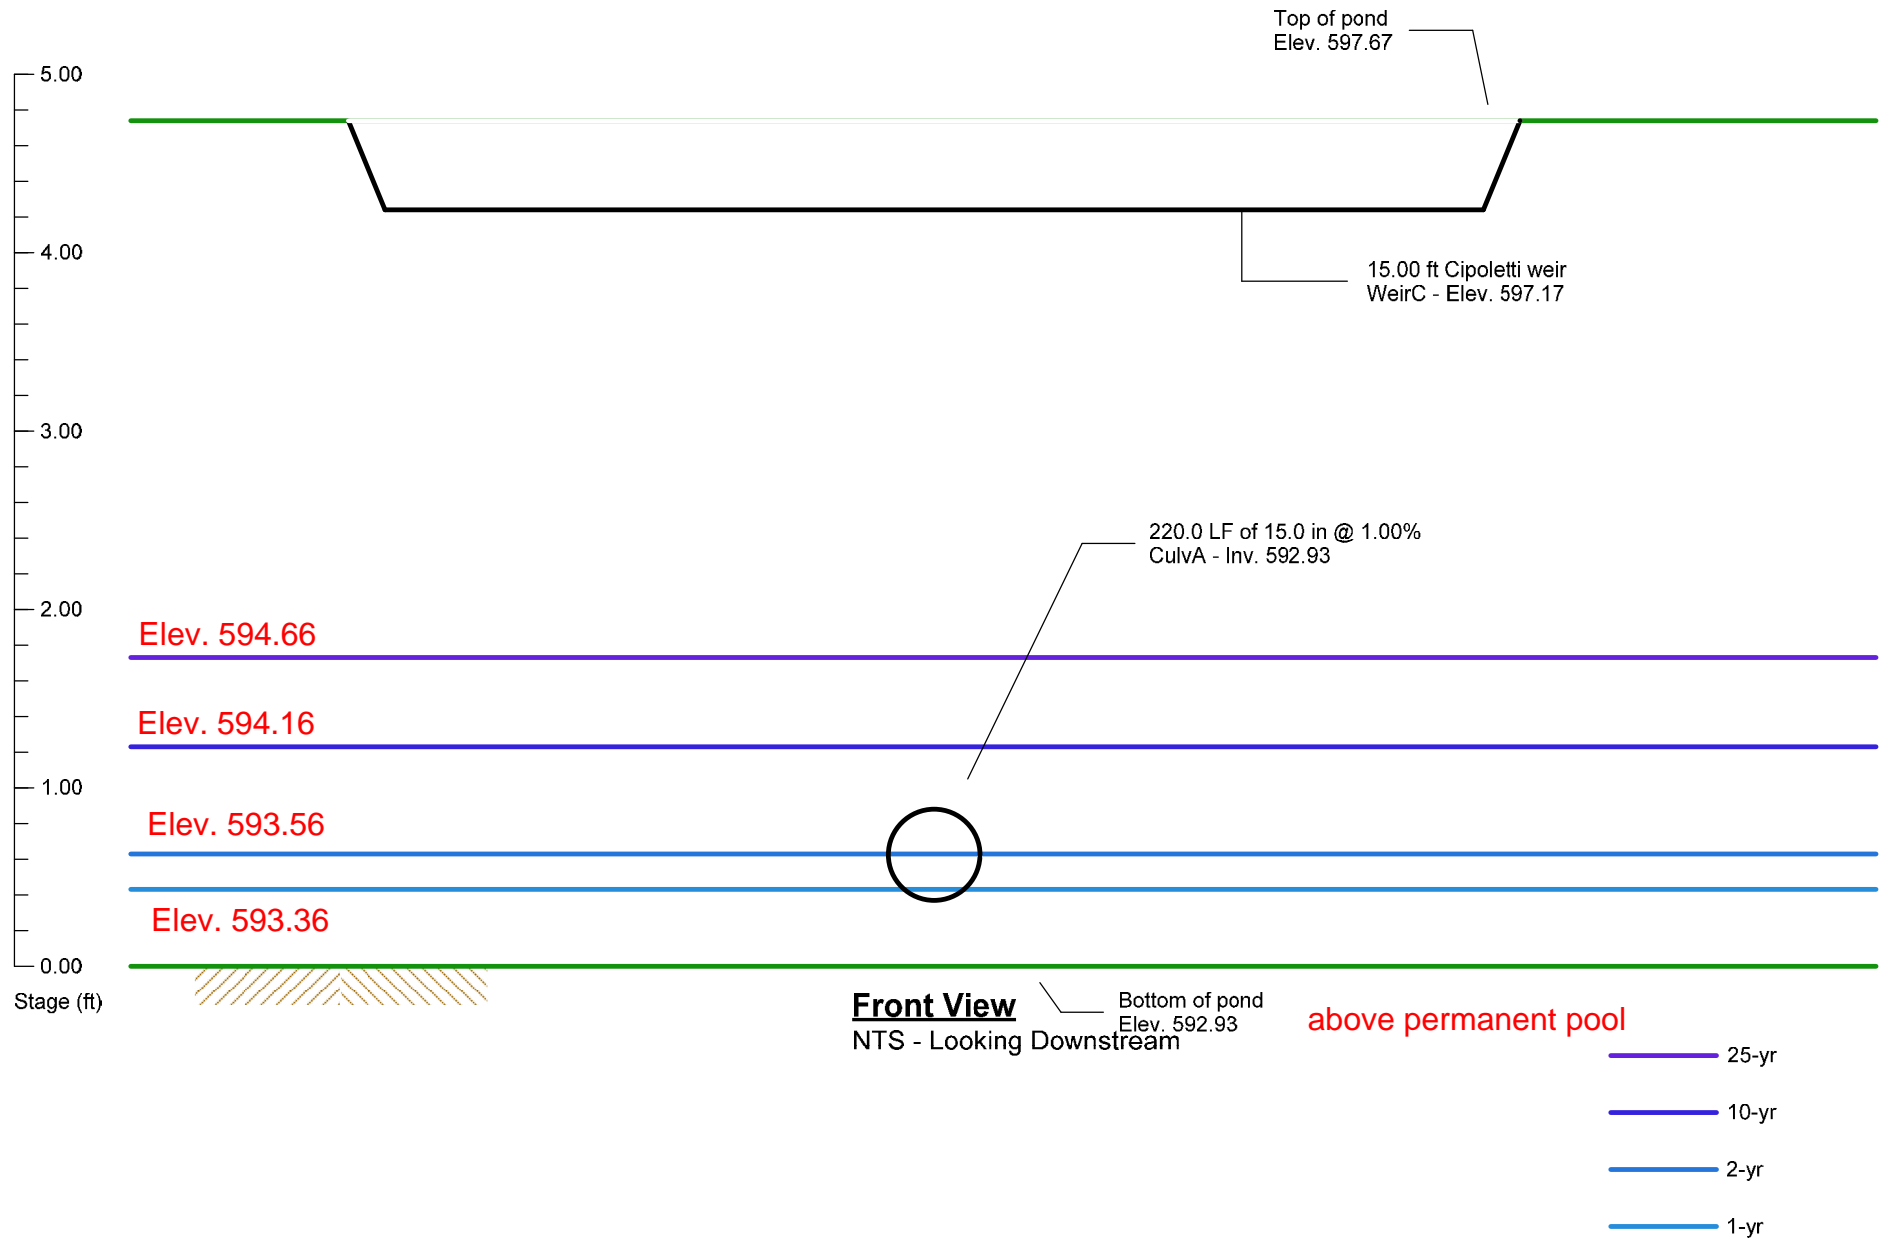 Top of pond
Elev. 597.67
5.00
4.00
15.00 ft Cipoletti weir
WeirC - Elev. 597.17
3.00
220.0 LF of 15.0 in @ 1.00%
CulvA - Inv. 592.93
2.00
Elev. 594.66
Elev. 594.16
1.00
Elev. 593.56
Elev. 593.36
0.00
Stage (ft)
Front View
NTS - Looking Downstream
Bottom of pond
Elev. 592.93
above permanent pool
25-yr
10-yr
2-yr
1-yr